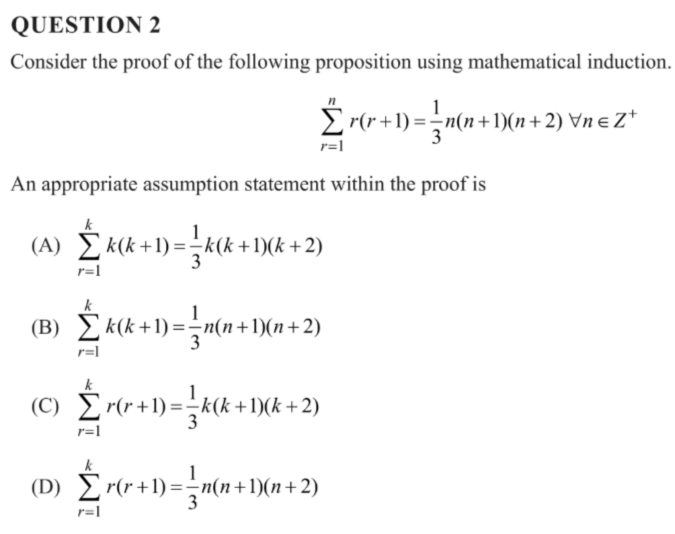 QUESTION 2
Consider the proof of the following proposition using mathematical induction.
$\sum_{r=1}^{n} r(r+1) = \frac{1}{3}n(n+1)(n+2) \ \forall n \in Z^{+}$
An appropriate assumption statement within the proof is
(A) $\sum_{r=1}^{k} k(k+1) = \frac{1}{3}k(k+1)(k+2)$
(B) $\sum_{r=1}^{k} k(k+1) = \frac{1}{3}n(n+1)(n+2)$
(C) $\sum_{r=1}^{k} r(r+1) = \frac{1}{3}k(k+1)(k+2)$
(D) $\sum_{r=1}^{k} r(r+1) = \frac{1}{3}n(n+1)(n+2)$